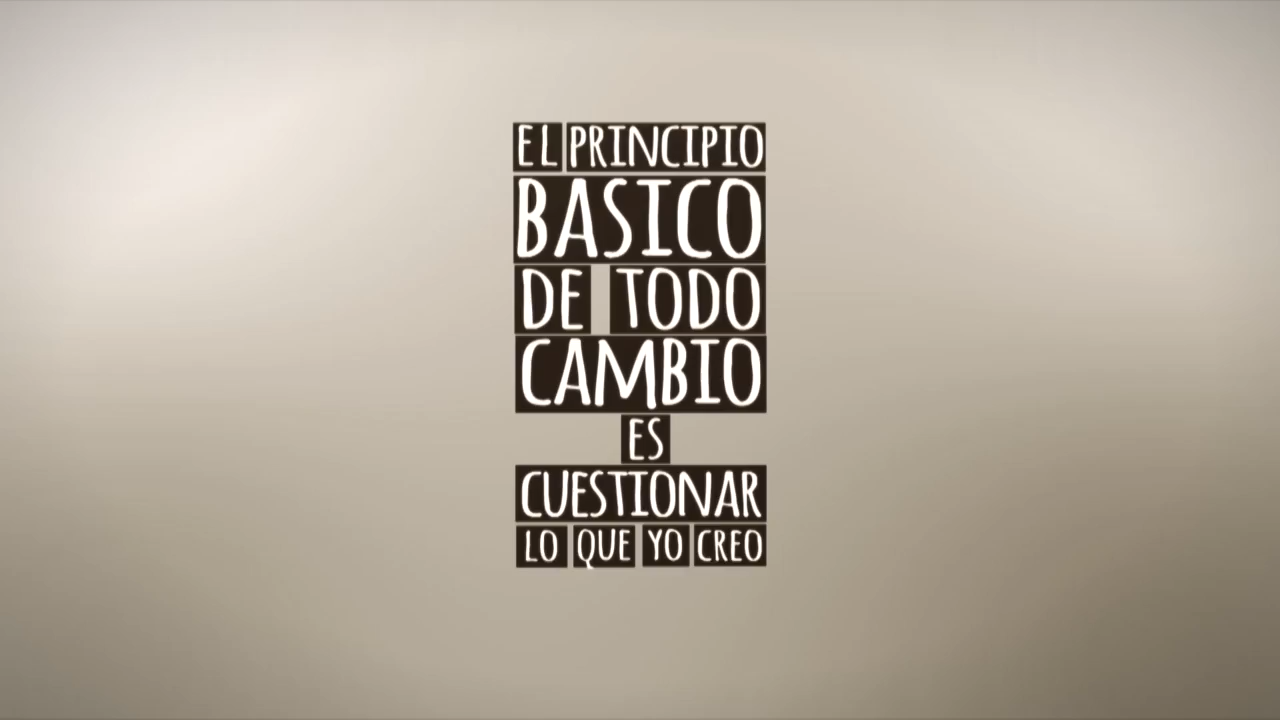 EL PRINCIPIO
BASICO
DE TODO
CAMBIO
ES
CUESTIONAR
LO QUE YO CREO